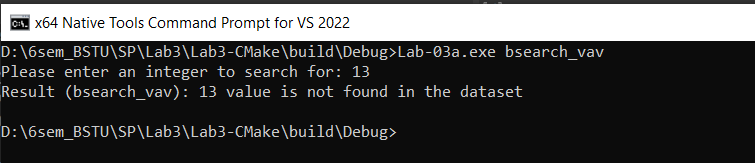 x64 Native Tools Command Prompt for VS 2022
D:\6sem_BSTU\SP\Lab3\Lab3-CMake\build\Debug>Lab-03a.exe bsearch_vav
Please enter an integer to search for: 13
Result (bsearch_vav): 13 value is not found in the dataset
D:\6sem_BSTU\SP\Lab3\Lab3-CMake\build\Debug>